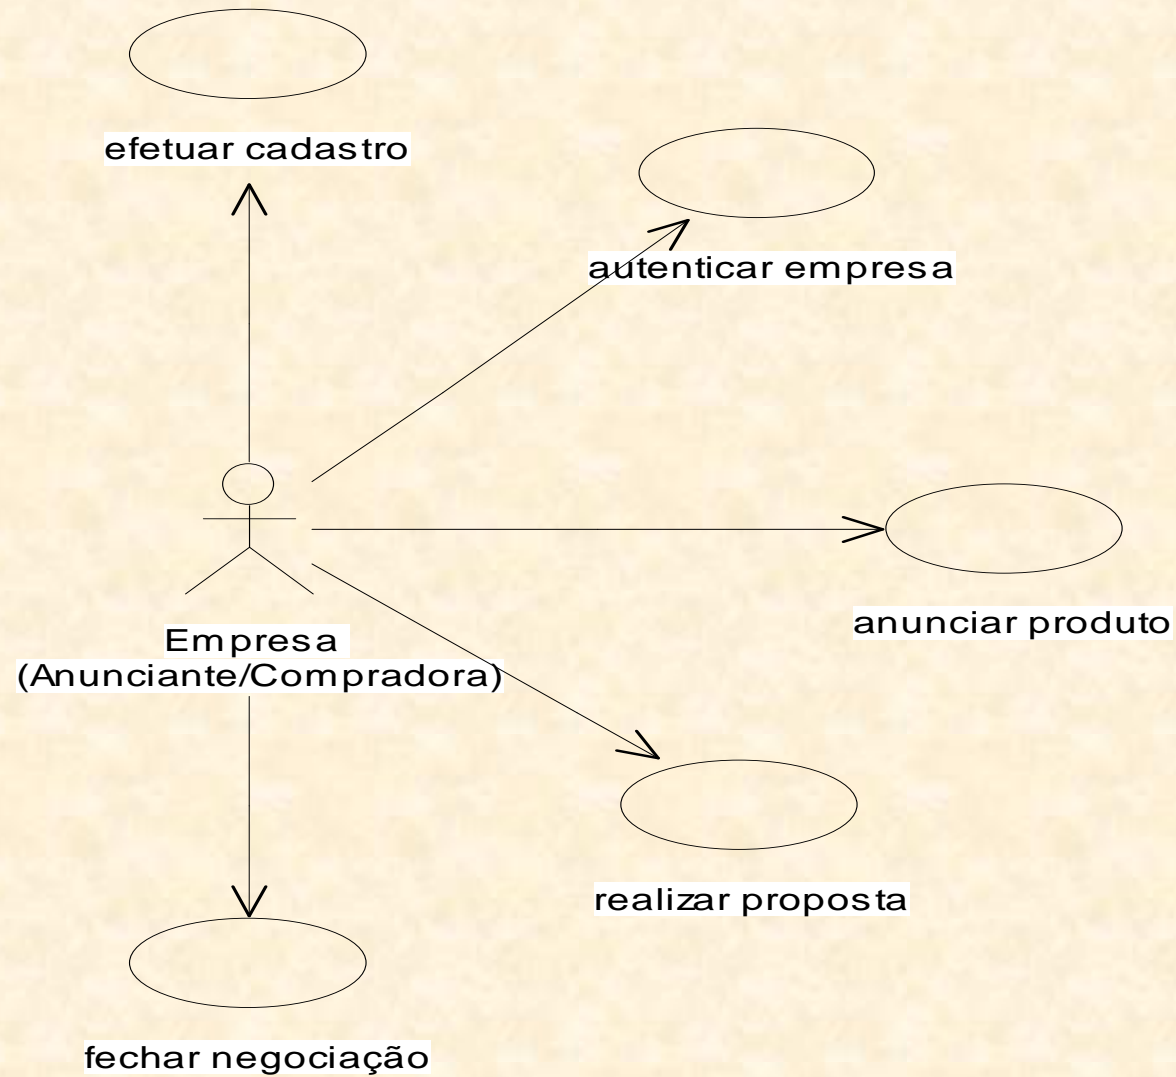 efetuar cadastro
autenticar empresa
anunciar produto
Empresa
(Anunciante/Compradora)
realizar proposta
fechar negociação